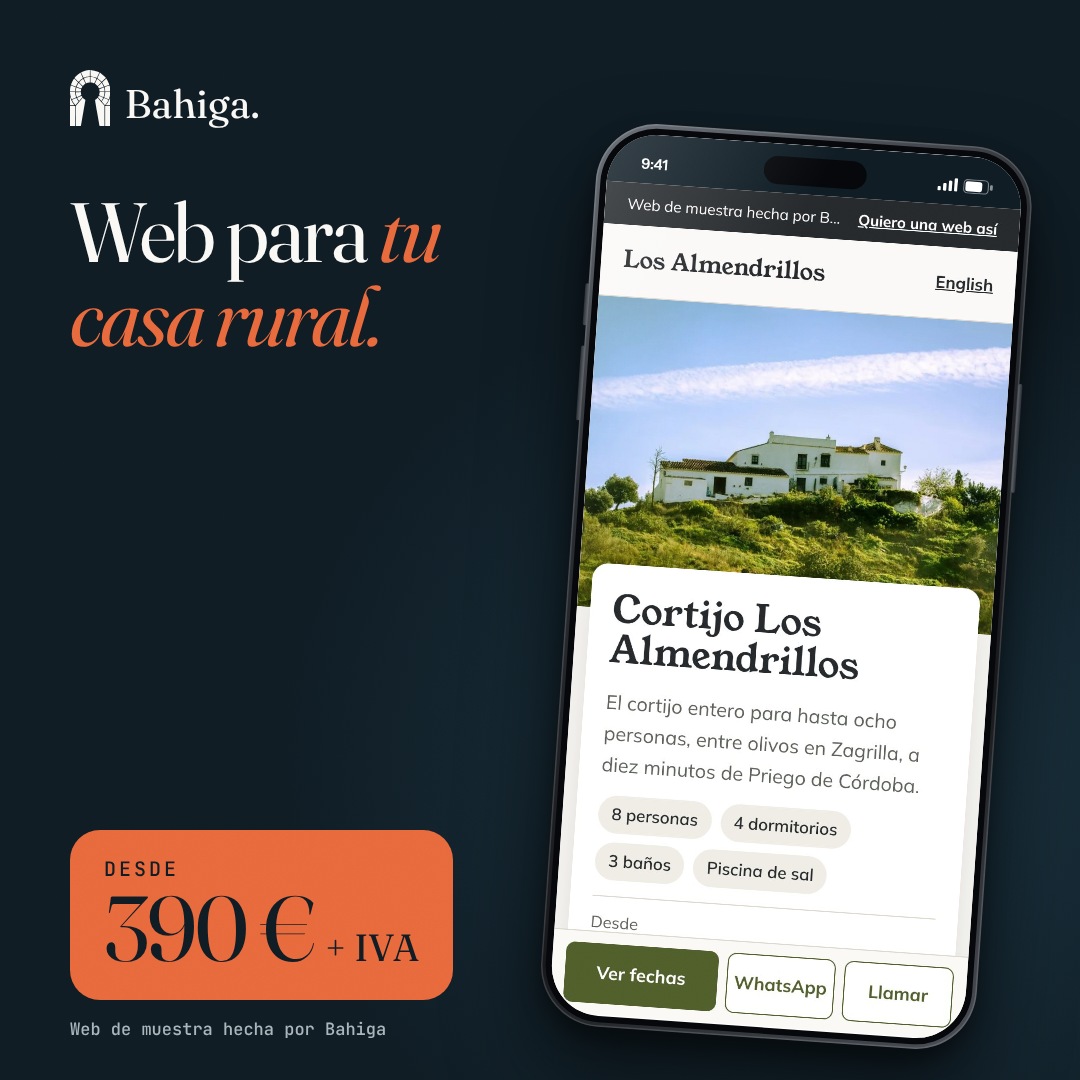 Bahiga.
Web para tu
casa rural.
DESDE
390 € + IVA
Web de muestra hecha por Bahiga
9:41
Web de muestra hecha por B... Quiero una web así
Los Almendrillos English
Cortijo Los
Almendrillos
El cortijo entero para hasta ocho
personas, entre olivos en Zagrilla, a
diez minutos de Priego de Córdoba.
8 personas 4 dormitorios
3 baños Piscina de sal
Desde
Ver fechas WhatsApp Llamar